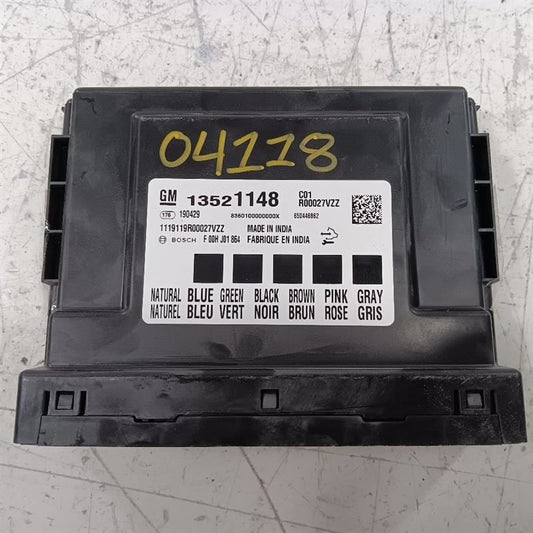 04118
GM 13521148 C01
R00027VZZ
176 190429 8360100000000X 650446862
1119119R00027VZZ MADE IN INDIA
BOSCH F 00H J01 864 FABRIQUE EN INDIA
NATURAL BLUE GREEN BLACK BROWN PINK GRAY
NATUREL BLEU VERT NOIR BRUN ROSE GRIS